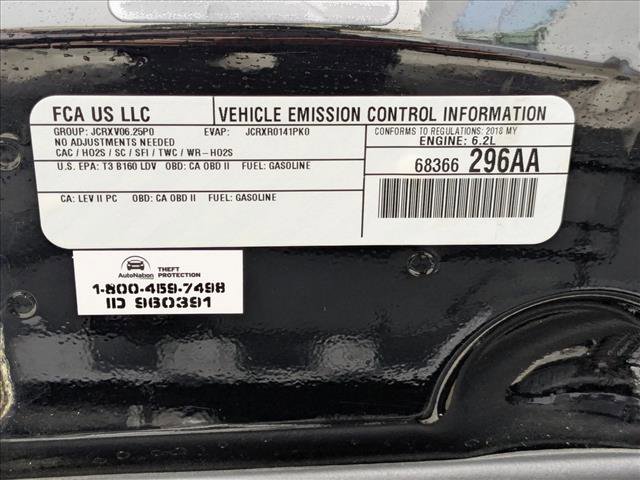 FCA US LLC
VEHICLE EMISSION CONTROL INFORMATION
GROUP: JCRXV06.25P0 EVAP: JCRXR0141PK0
NO ADJUSTMENTS NEEDED
CAC / HO2S / SC / SFI / TWC / WR-HO2S
CONFORMS TO REGULATIONS: 2018 MY
ENGINE: 6.2L
U.S. EPA: T3 B160 LDV OBD: CA OBD II FUEL: GASOLINE
68366 296AA
CA: LEV II PC OBD: CA OBD II FUEL: GASOLINE
AutoNation THEFT PROTECTION
1-800-459-7498
ID 960391